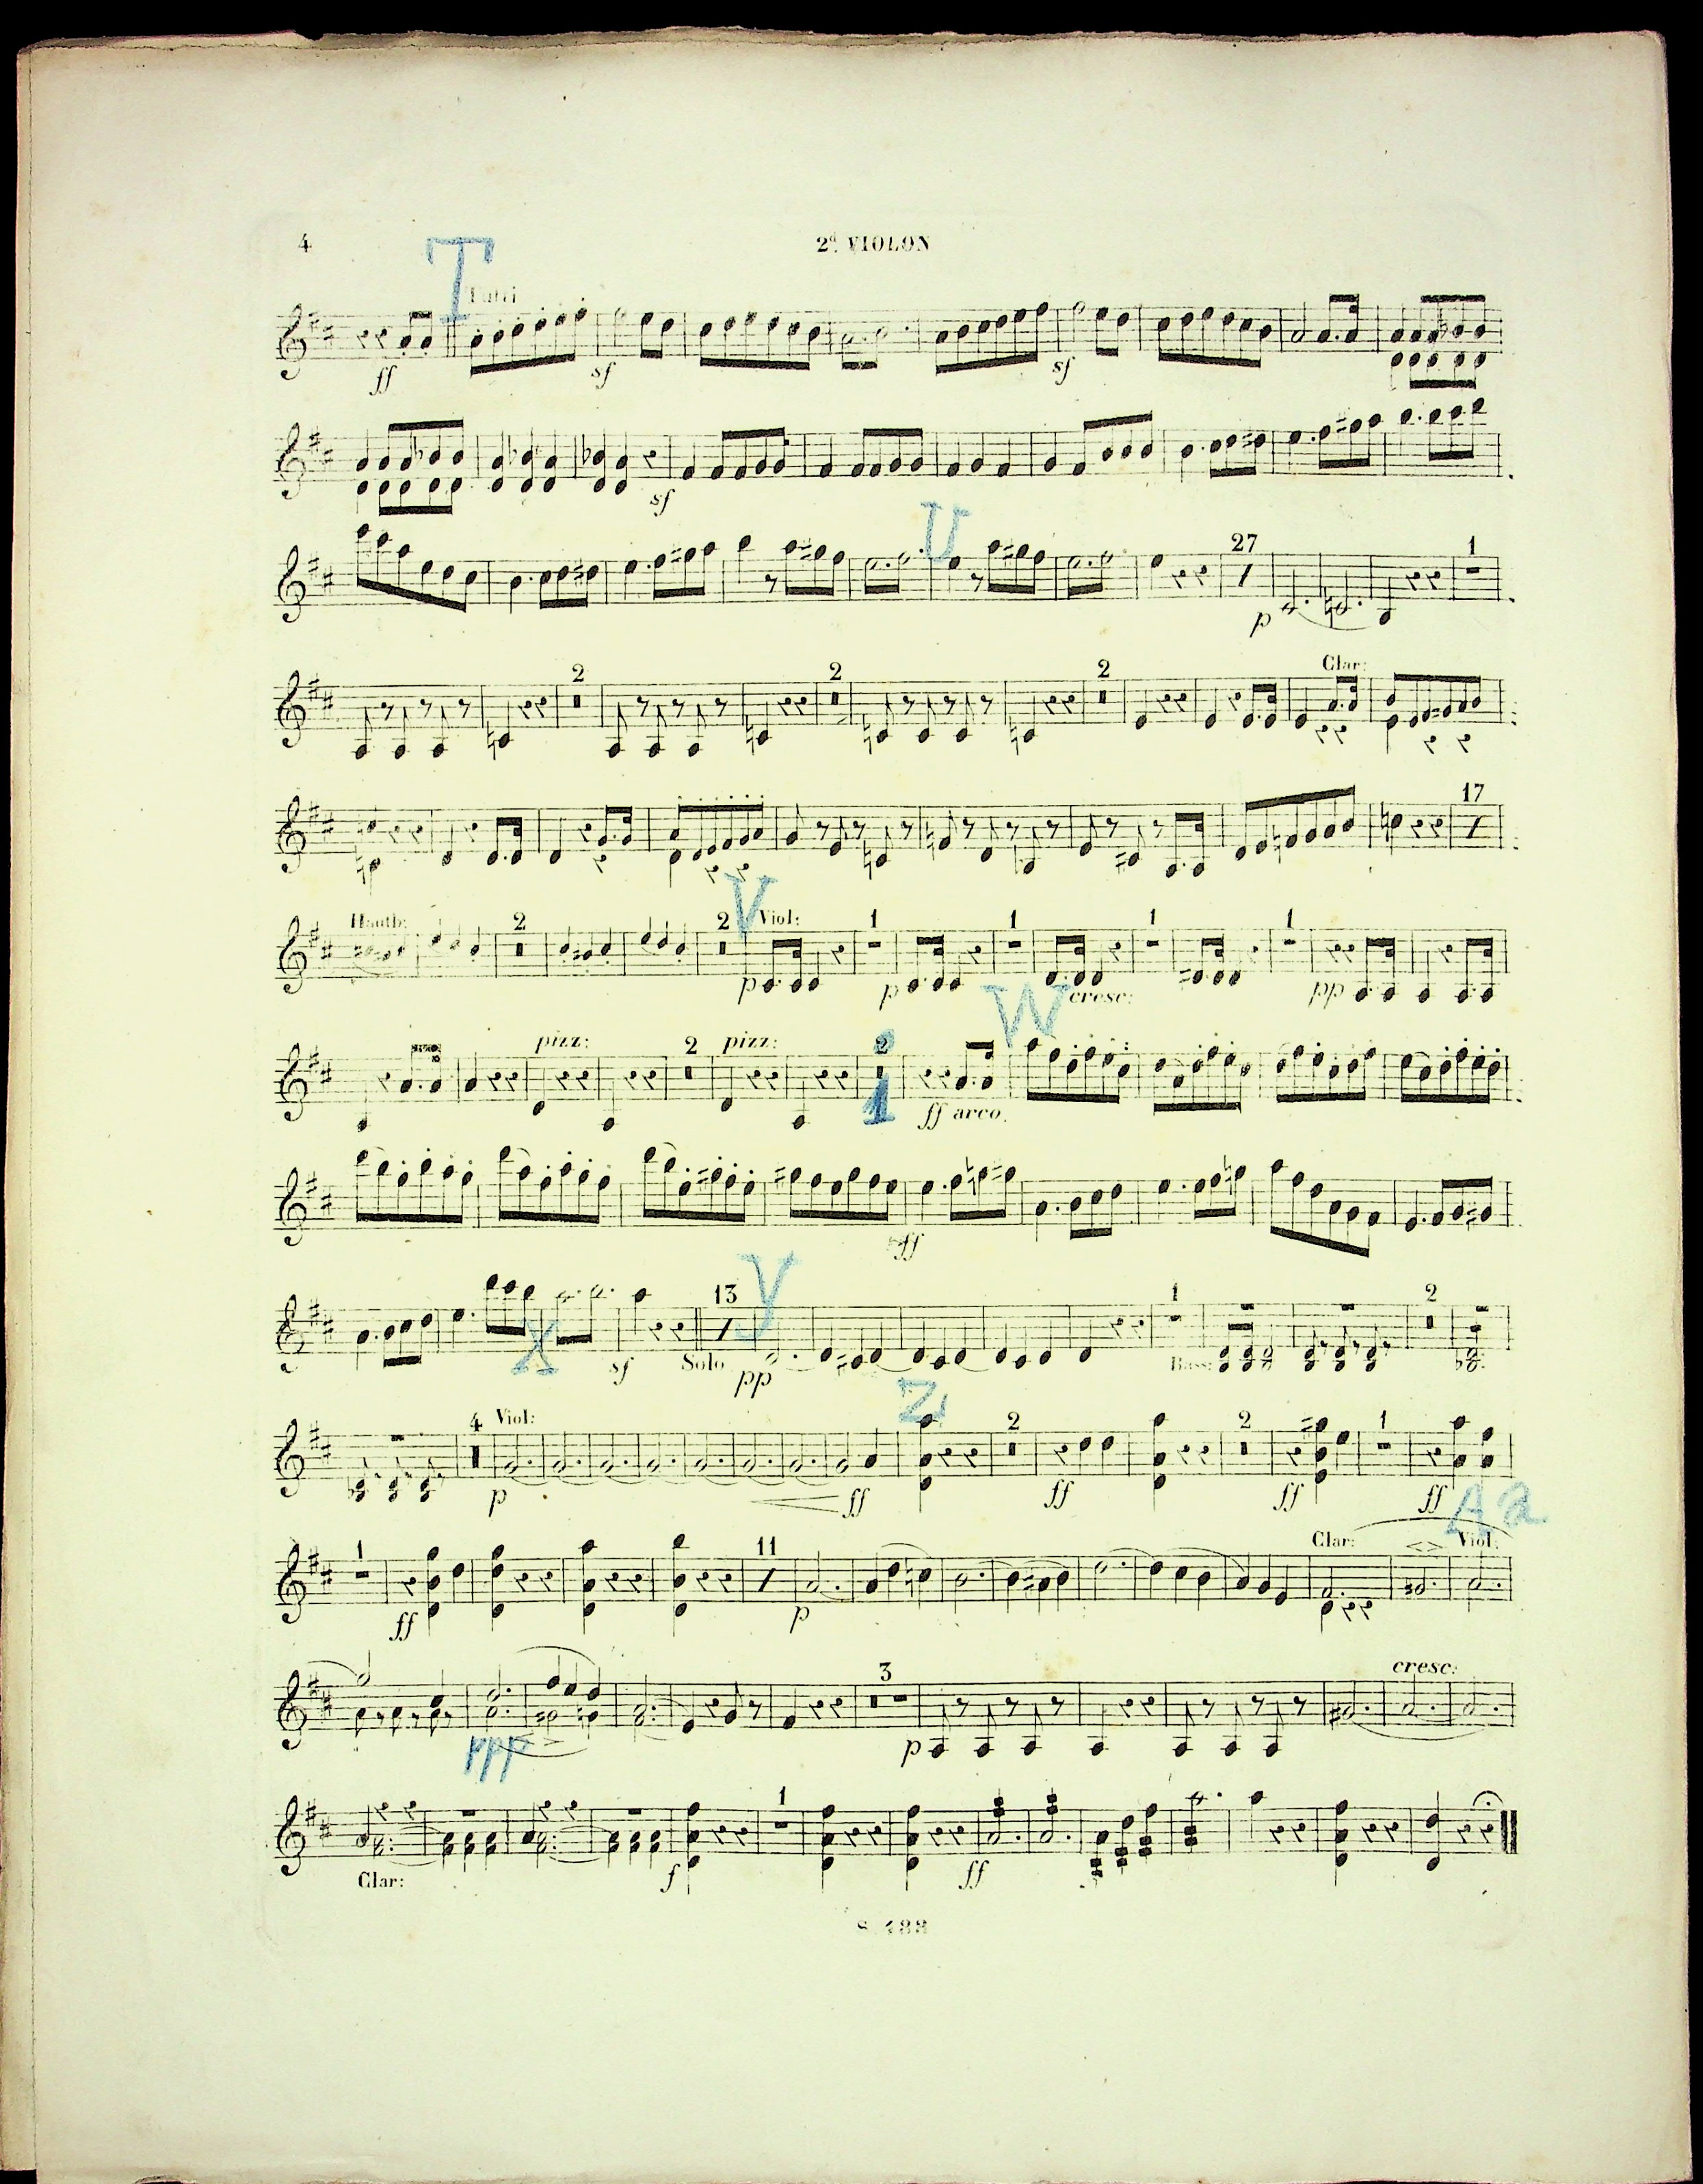 4
2ᵈ VIOLON
T
Tutti
ff sf sf
sf
U
27 1
p
2 2 2 Clar:
17
Hautb: 2 2 V Viol: 1 1 1 1
p p cresc: pp
W
pizz: 2 pizz: 2
1 ff arco.
ff
13 y 1 2
X sf Solo pp Bass:
Z
4 Viol: 2 2 1
p ff ff ff ff
Aa
1 11 Clar: Viol:
ff p
3 cresc:
ppp p
1
Clar: f ff
S. 133